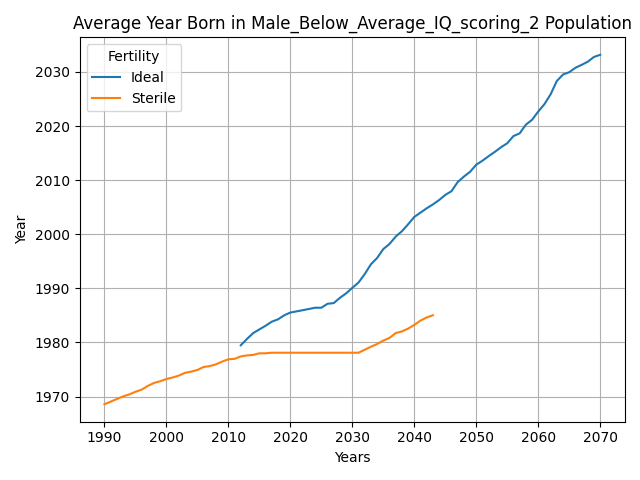 Average Year Born in Male_Below_Average_IQ_scoring_2 Population
Fertility
Ideal
Sterile
Year
2030
2020
2010
2000
1990
1980
1970
1990 2000 2010 2020 2030 2040 2050 2060 2070
Years